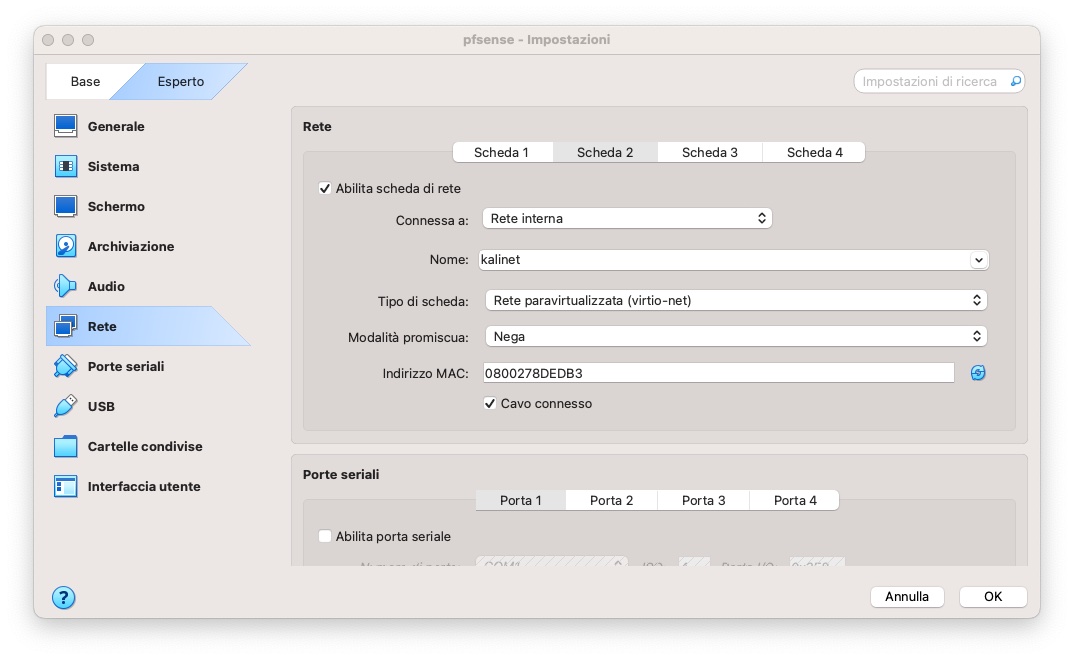 pfsense - Impostazioni
Base
Esperto
Impostazioni di ricerca
Generale
Sistema
Schermo
Archiviazione
Audio
Rete
Porte seriali
USB
Cartelle condivise
Interfaccia utente
Rete
Scheda 1
Scheda 2
Scheda 3
Scheda 4
Abilita scheda di rete
Connessa a: Rete interna
Nome: kalinet
Tipo di scheda: Rete paravirtualizzata (virtio-net)
Modalità promiscua: Nega
Indirizzo MAC: 0800278DEDB3
Cavo connesso
Porte seriali
Porta 1
Porta 2
Porta 3
Porta 4
Abilita porta seriale
?
Annulla
OK